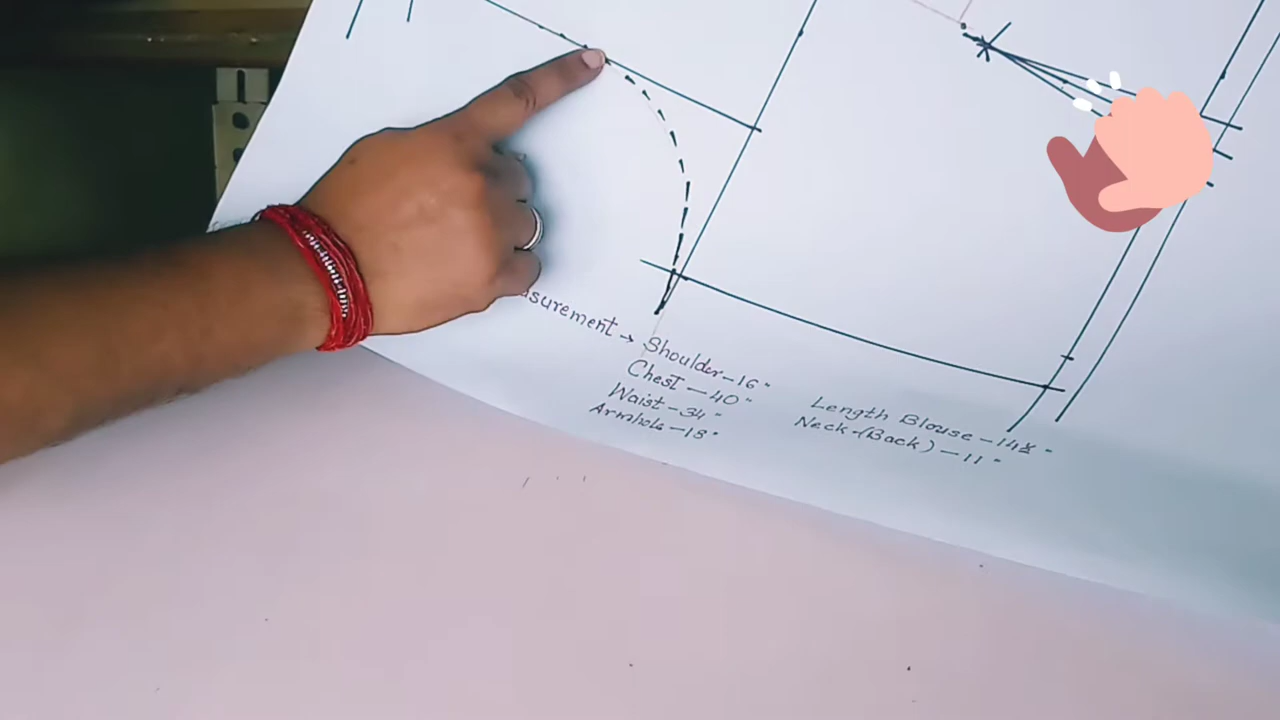 asurement → Shoulder - 16"
Chest - 40"
Waist - 34"
Armhole - 18"
Length Blouse - 14½"
Neck - (Back) - 11"